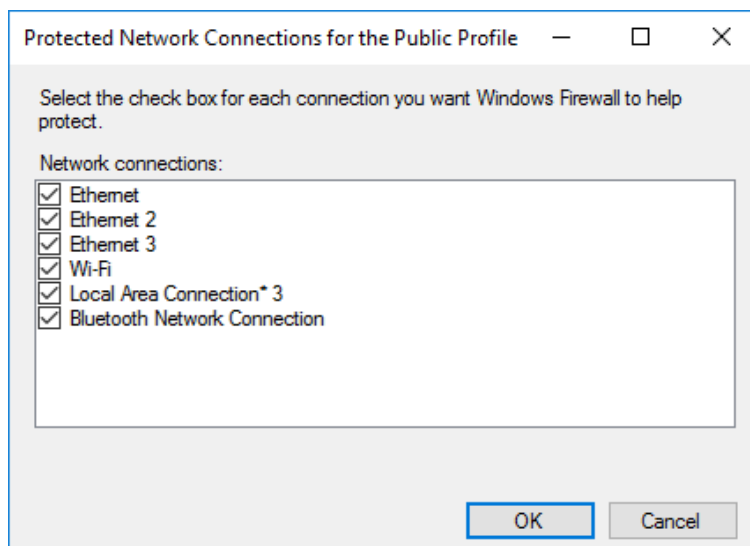 Protected Network Connections for the Public Profile
Select the check box for each connection you want Windows Firewall to help
protect.
Network connections:
Ethernet
Ethernet 2
Ethernet 3
Wi-Fi
Local Area Connection* 3
Bluetooth Network Connection
OK Cancel